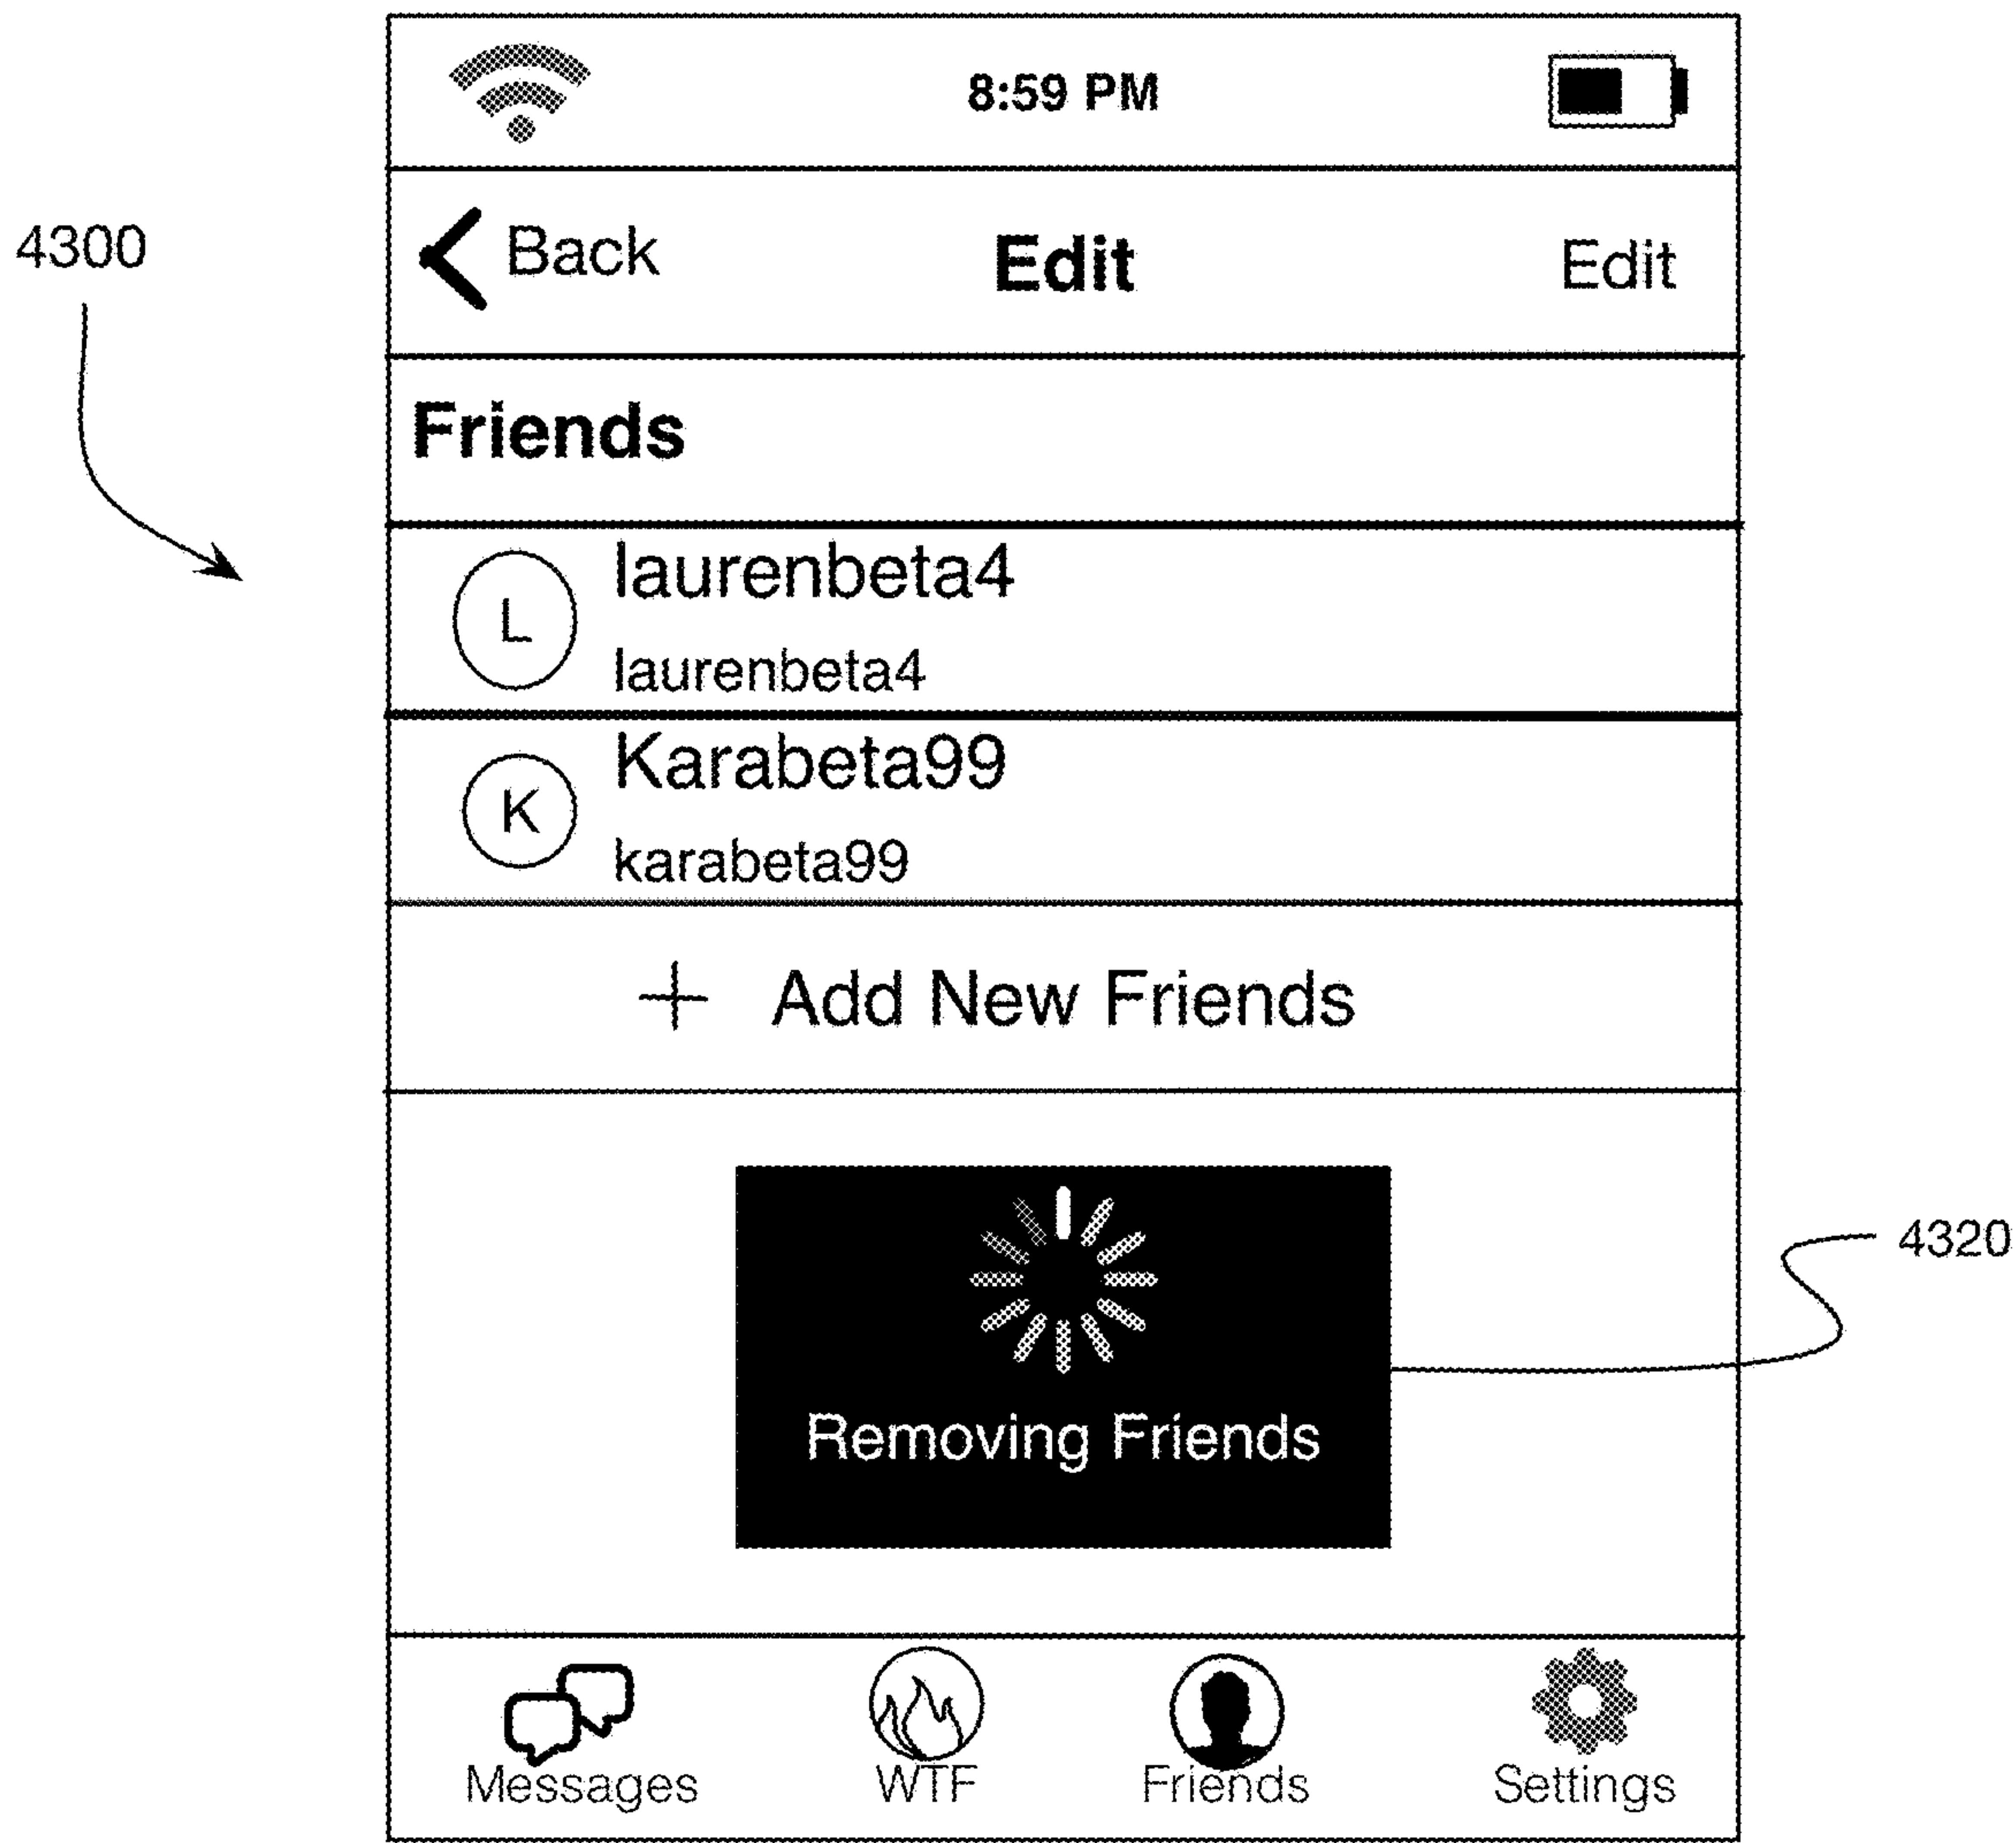 8:59 PM
4300
Back Edit Edit
Friends
L laurenbeta4
laurenbeta4
K Karabeta99
karabeta99
+ Add New Friends
4320
Removing Friends
Messages WTF Friends Settings